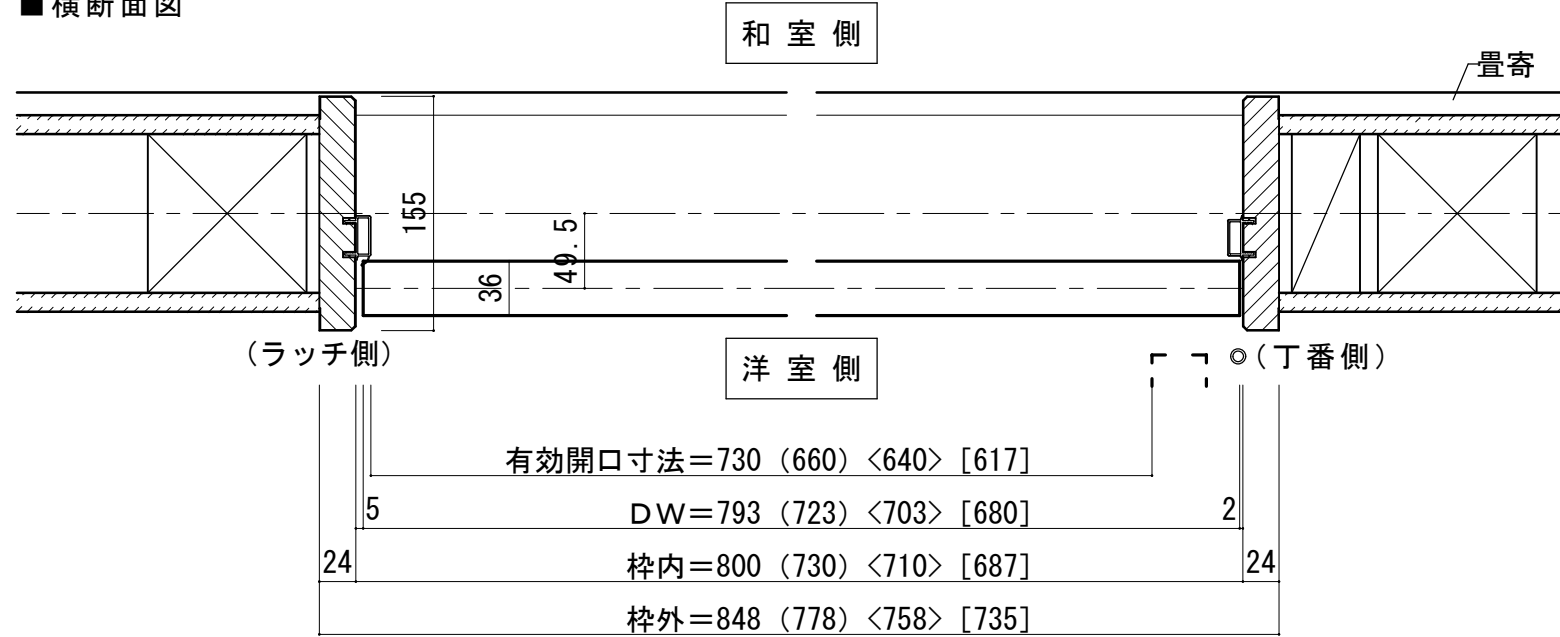 ■横断面図
和室側
畳寄
155
49.5
36
(ラッチ側)
洋室側
(丁番側)
有効開口寸法=730 (660) <640> [617]
5
DW=793 (723) <703> [680]
2
24
枠内=800 (730) <710> [687]
24
枠外=848 (778) <758> [735]